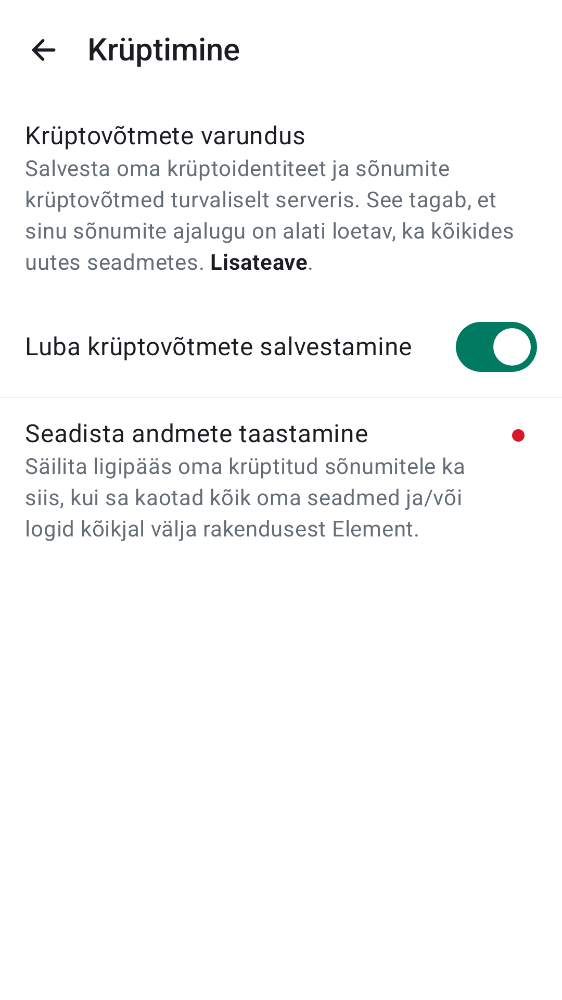 Krüptimine
Krüptovõtmete varundus
Salvesta oma krüptoidentiteet ja sõnumite
krüptovõtmed turvaliselt serveris. See tagab, et
sinu sõnumite ajalugu on alati loetav, ka kõikides
uutes seadmetes. Lisateave.
Luba krüptovõtmete salvestamine
Seadista andmete taastamine
Säilita ligipääs oma krüptitud sõnumitele ka
siis, kui sa kaotad kõik oma seadmed ja/või
logid kõikjal välja rakendusest Element.